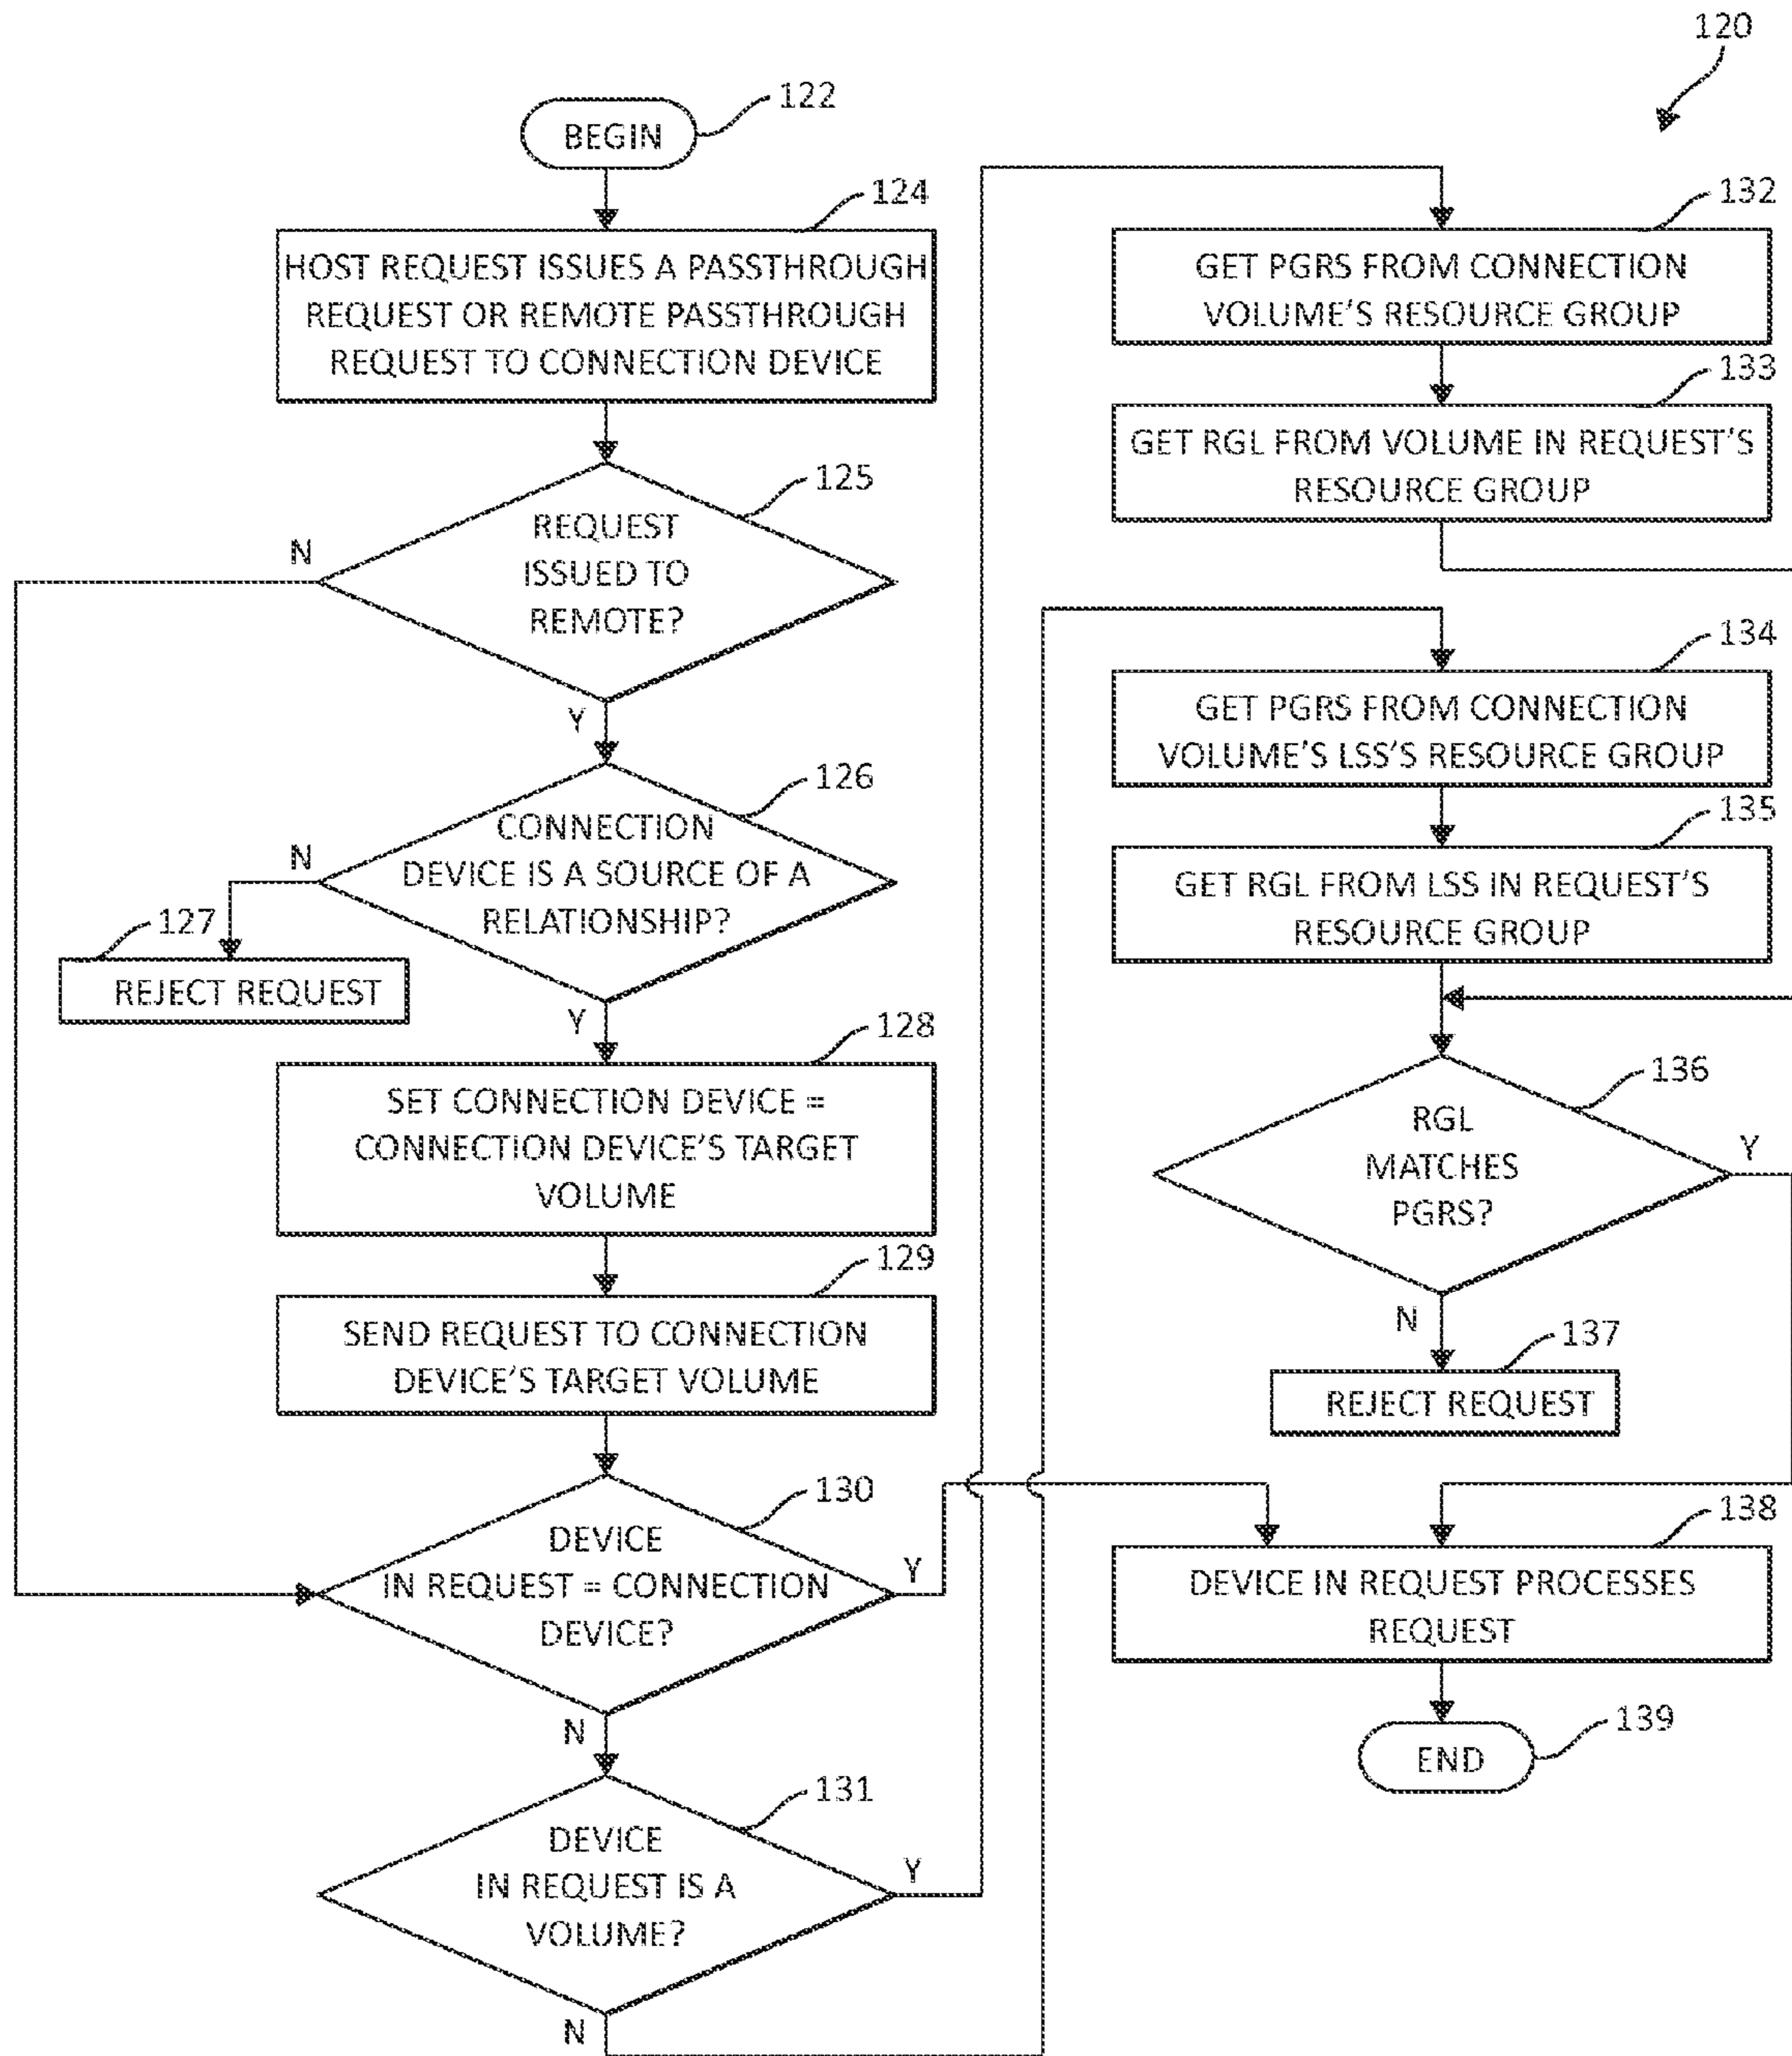 120
BEGIN
122
124
HOST REQUEST ISSUES A PASSTHROUGH
REQUEST OR REMOTE PASSTHROUGH
REQUEST TO CONNECTION DEVICE
125
REQUEST
ISSUED TO
REMOTE?
N
Y
126
CONNECTION
DEVICE IS A SOURCE OF A
RELATIONSHIP?
N
127
REJECT REQUEST
Y
128
SET CONNECTION DEVICE =
CONNECTION DEVICE'S TARGET
VOLUME
129
SEND REQUEST TO CONNECTION
DEVICE'S TARGET VOLUME
130
DEVICE
IN REQUEST = CONNECTION
DEVICE?
Y
N
131
DEVICE
IN REQUEST IS A
VOLUME?
Y
N
132
GET PGRS FROM CONNECTION
VOLUME'S RESOURCE GROUP
133
GET RGL FROM VOLUME IN REQUEST'S
RESOURCE GROUP
134
GET PGRS FROM CONNECTION
VOLUME'S LSS'S RESOURCE GROUP
135
GET RGL FROM LSS IN REQUEST'S
RESOURCE GROUP
136
RGL
MATCHES
PGRS?
Y
N
137
REJECT REQUEST
138
DEVICE IN REQUEST PROCESSES
REQUEST
139
END